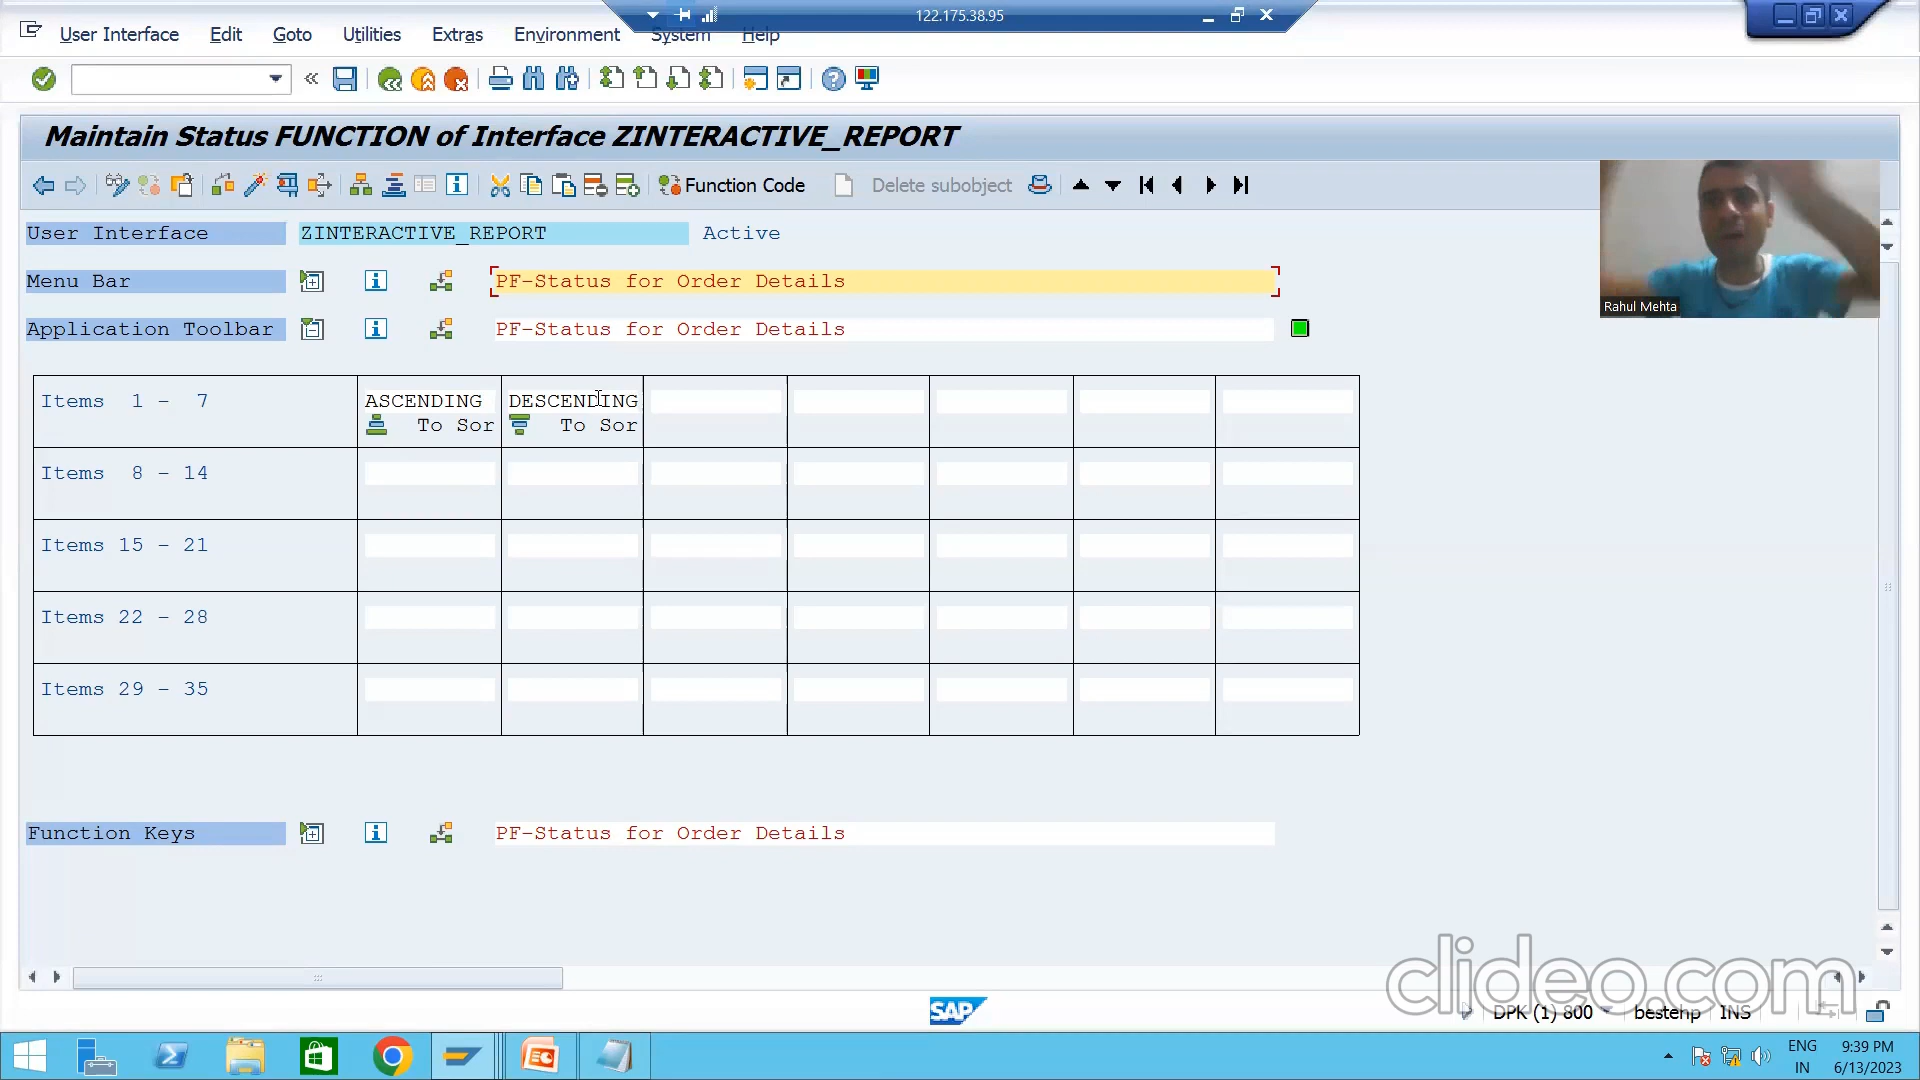 122.175.38.95
User Interface Edit Goto Utilities Extras Environment System Help
Maintain Status FUNCTION of Interface ZINTERACTIVE_REPORT
Function Code Delete subobject
User Interface ZINTERACTIVE_REPORT Active
Menu Bar PF-Status for Order Details
Application Toolbar PF-Status for Order Details
Rahul Mehta
Items 1 - 7 ASCENDING DESCENDING
To Sor To Sor
Items 8 - 14
Items 15 - 21
Items 22 - 28
Items 29 - 35
Function Keys PF-Status for Order Details
clideo.com
SAP DPK (1) 800 bestehp INS
ENG 9:39 PM
IN 6/13/2023